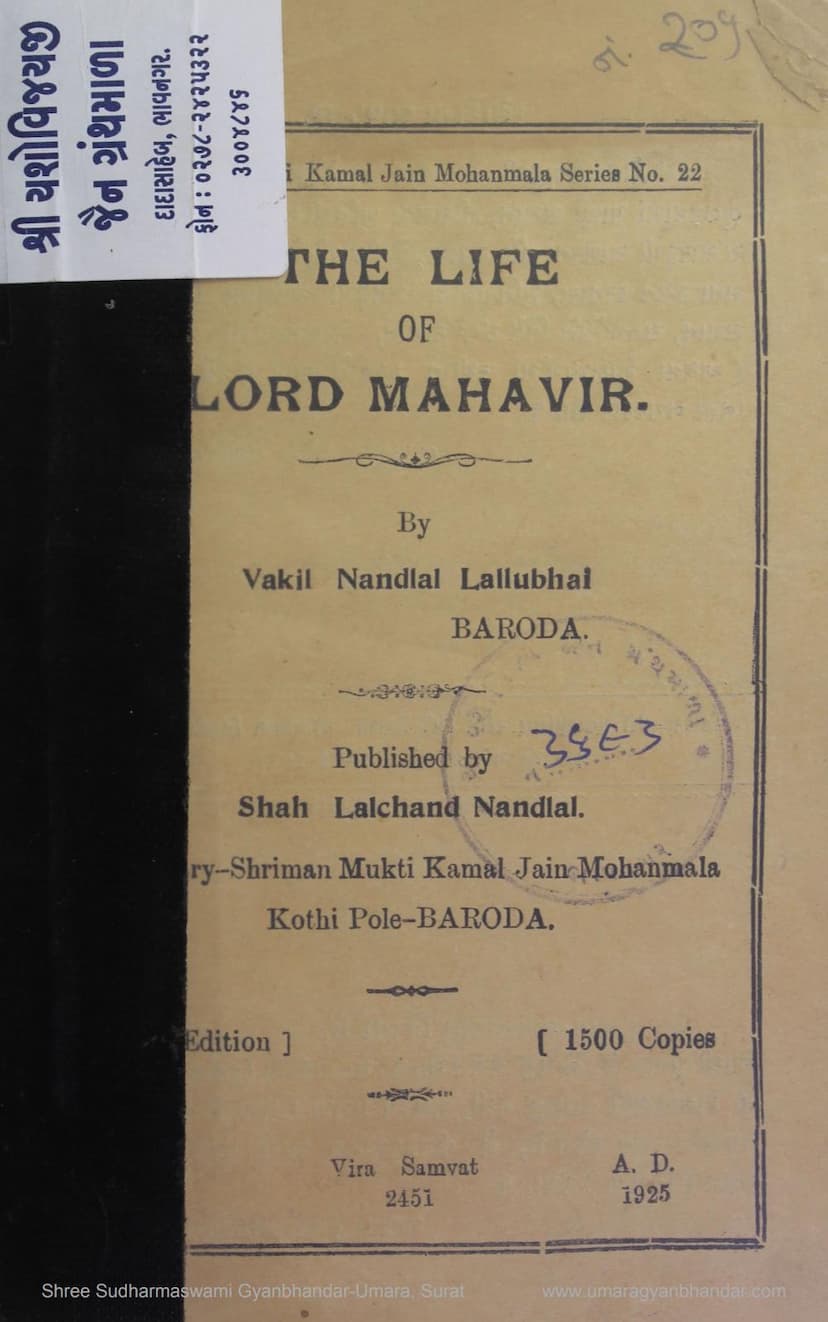 શ્રી યશોવિજયજી
જૈન ગ્રંથમાળા
દાદાસાહેબ, ભાવનગર.
ફોન : ૦૨૭૮-૨૪૨૫૩૨૨
૩૦૦૪૮૪૬
નં. ૨૦૧
i Kamal Jain Mohanmala Series No. 22
THE LIFE
OF
LORD MAHAVIR.
By
Vakil Nandlal Lallubhai
BARODA.
Published by
Shah Lalchand Nandlal.
ry-Shriman Mukti Kamal Jain Mohanmala
Kothi Pole-BARODA.
Edition ] [ 1500 Copies
Vira Samvat A. D.
2451 1925
Shree Sudharmaswami Gyanbhandar-Umara, Surat www.umaragyanbhandar.com